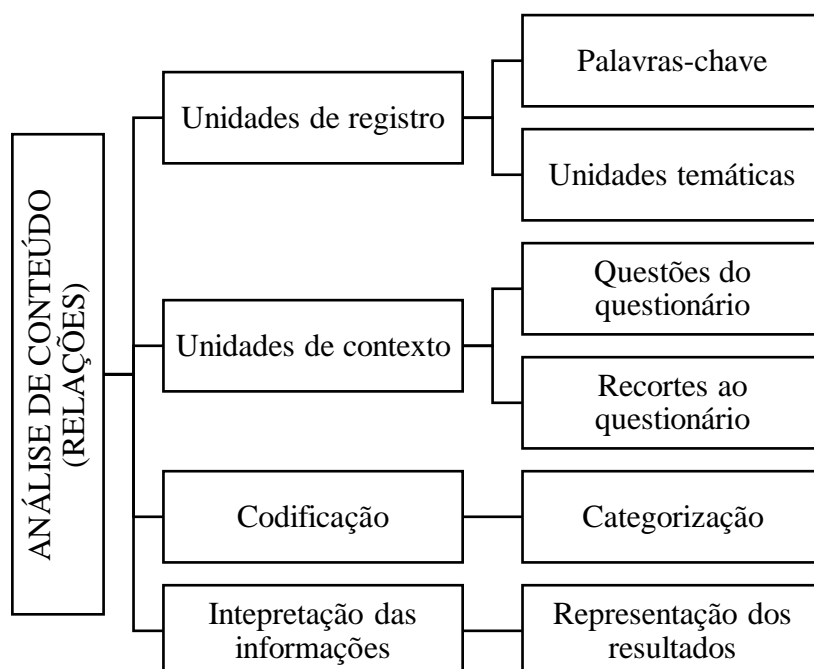 ANÁLISE DE CONTEÚDO
(RELAÇÕES)
Unidades de registro
Palavras-chave
Unidades temáticas
Unidades de contexto
Questões do
questionário
Recortes ao
questionário
Codificação
Categorização
Intepretação das
informações
Representação dos
resultados